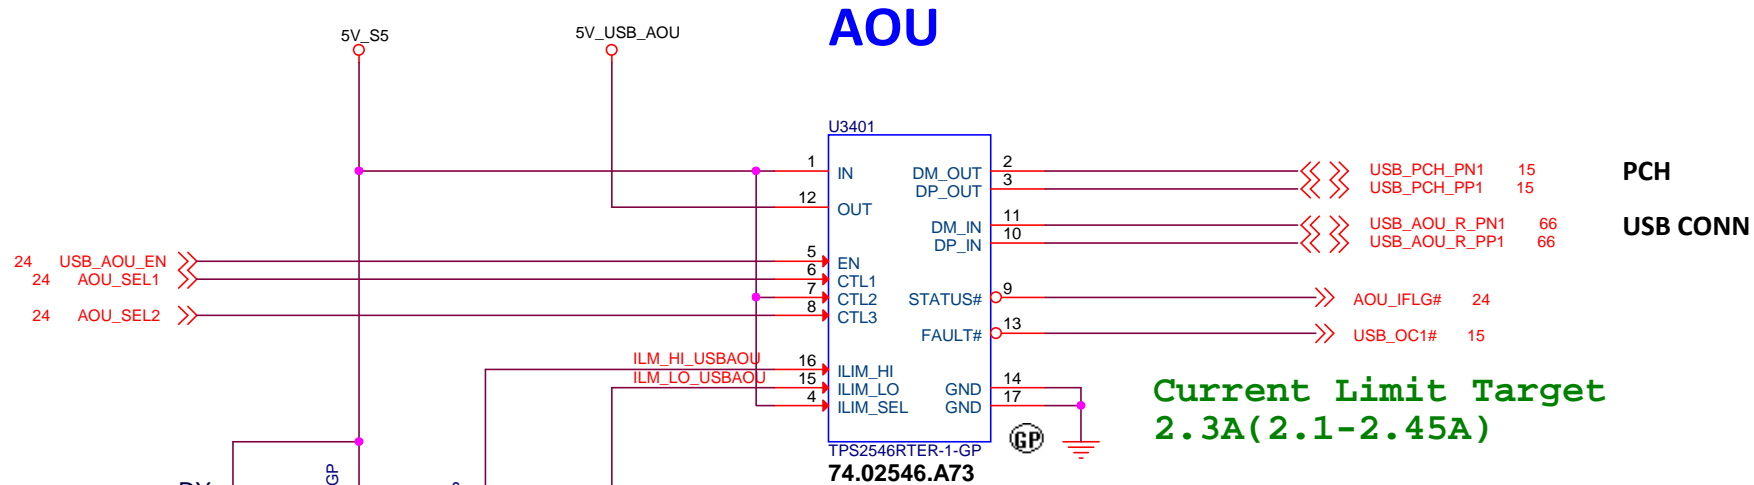 AOU
5V_S5
5V_USB_AOU
U3401
1 IN DM_OUT 2 USB_PCH_PN1 15 PCH
DP_OUT 3 USB_PCH_PP1 15
12 OUT
DM_IN 11 USB_AOU_R_PN1 66 USB CONN
DP_IN 10 USB_AOU_R_PP1 66
24 USB_AOU_EN 5 EN
24 AOU_SEL1 6 CTL1
7 CTL2 STATUS# 9 AOU_IFLG# 24
24 AOU_SEL2 8 CTL3
FAULT# 13 USB_OC1# 15
ILM_HI_USBAOU 16 ILIM_HI
ILM_LO_USBAOU 15 ILIM_LO GND 14
4 ILIM_SEL GND 17
Current Limit Target
2.3A(2.1-2.45A)
GP
TPS2546RTER-1-GP
74.02546.A73
GP